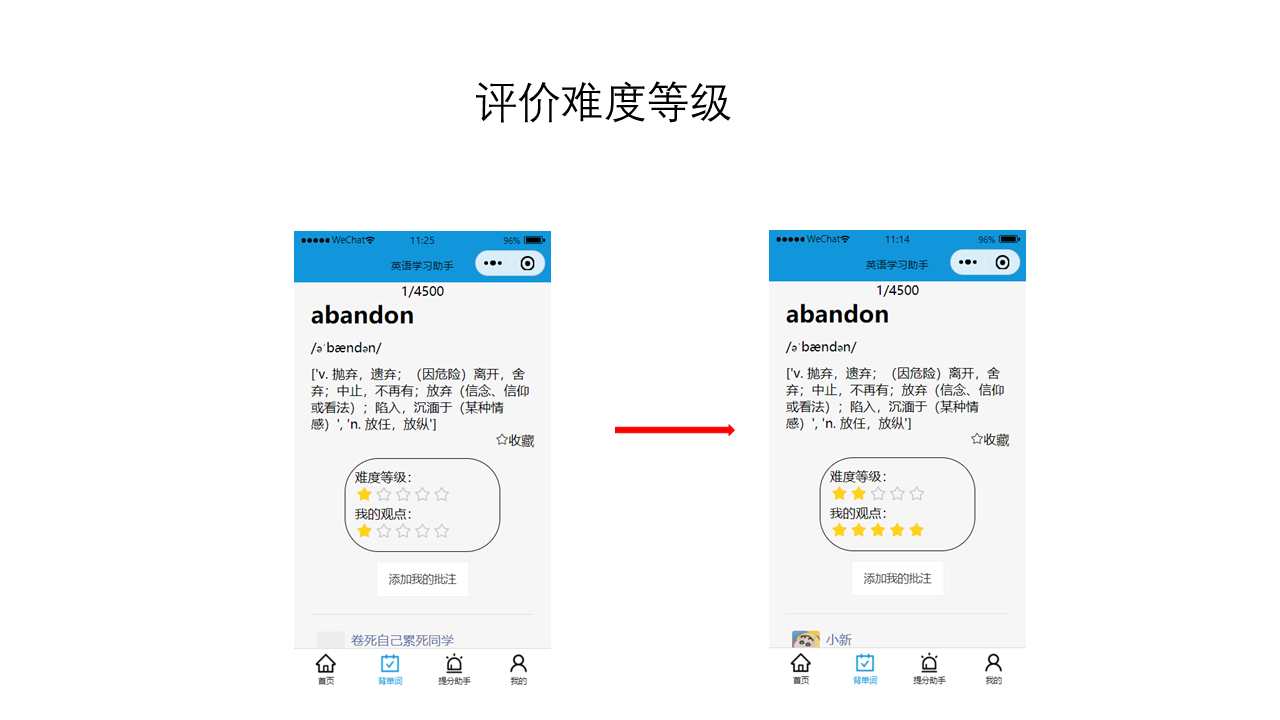 评价难度等级
WeChat 11:25 96%
英语学习助手
1/4500
abandon
/əˈbændən/
['v. 抛弃，遗弃；（因危险）离开，舍
弃；中止，不再有；放弃（信念、信仰
或看法）；陷入，沉湎于（某种情
感）', 'n. 放任，放纵']
收藏
难度等级：
我的观点：
添加我的批注
卷死自己累死同学
首页 背单词 提分助手 我的
WeChat 11:14 96%
英语学习助手
1/4500
abandon
/əˈbændən/
['v. 抛弃，遗弃；（因危险）离开，舍
弃；中止，不再有；放弃（信念、信仰
或看法）；陷入，沉湎于（某种情
感）', 'n. 放任，放纵']
收藏
难度等级：
我的观点：
添加我的批注
小新
首页 背单词 提分助手 我的